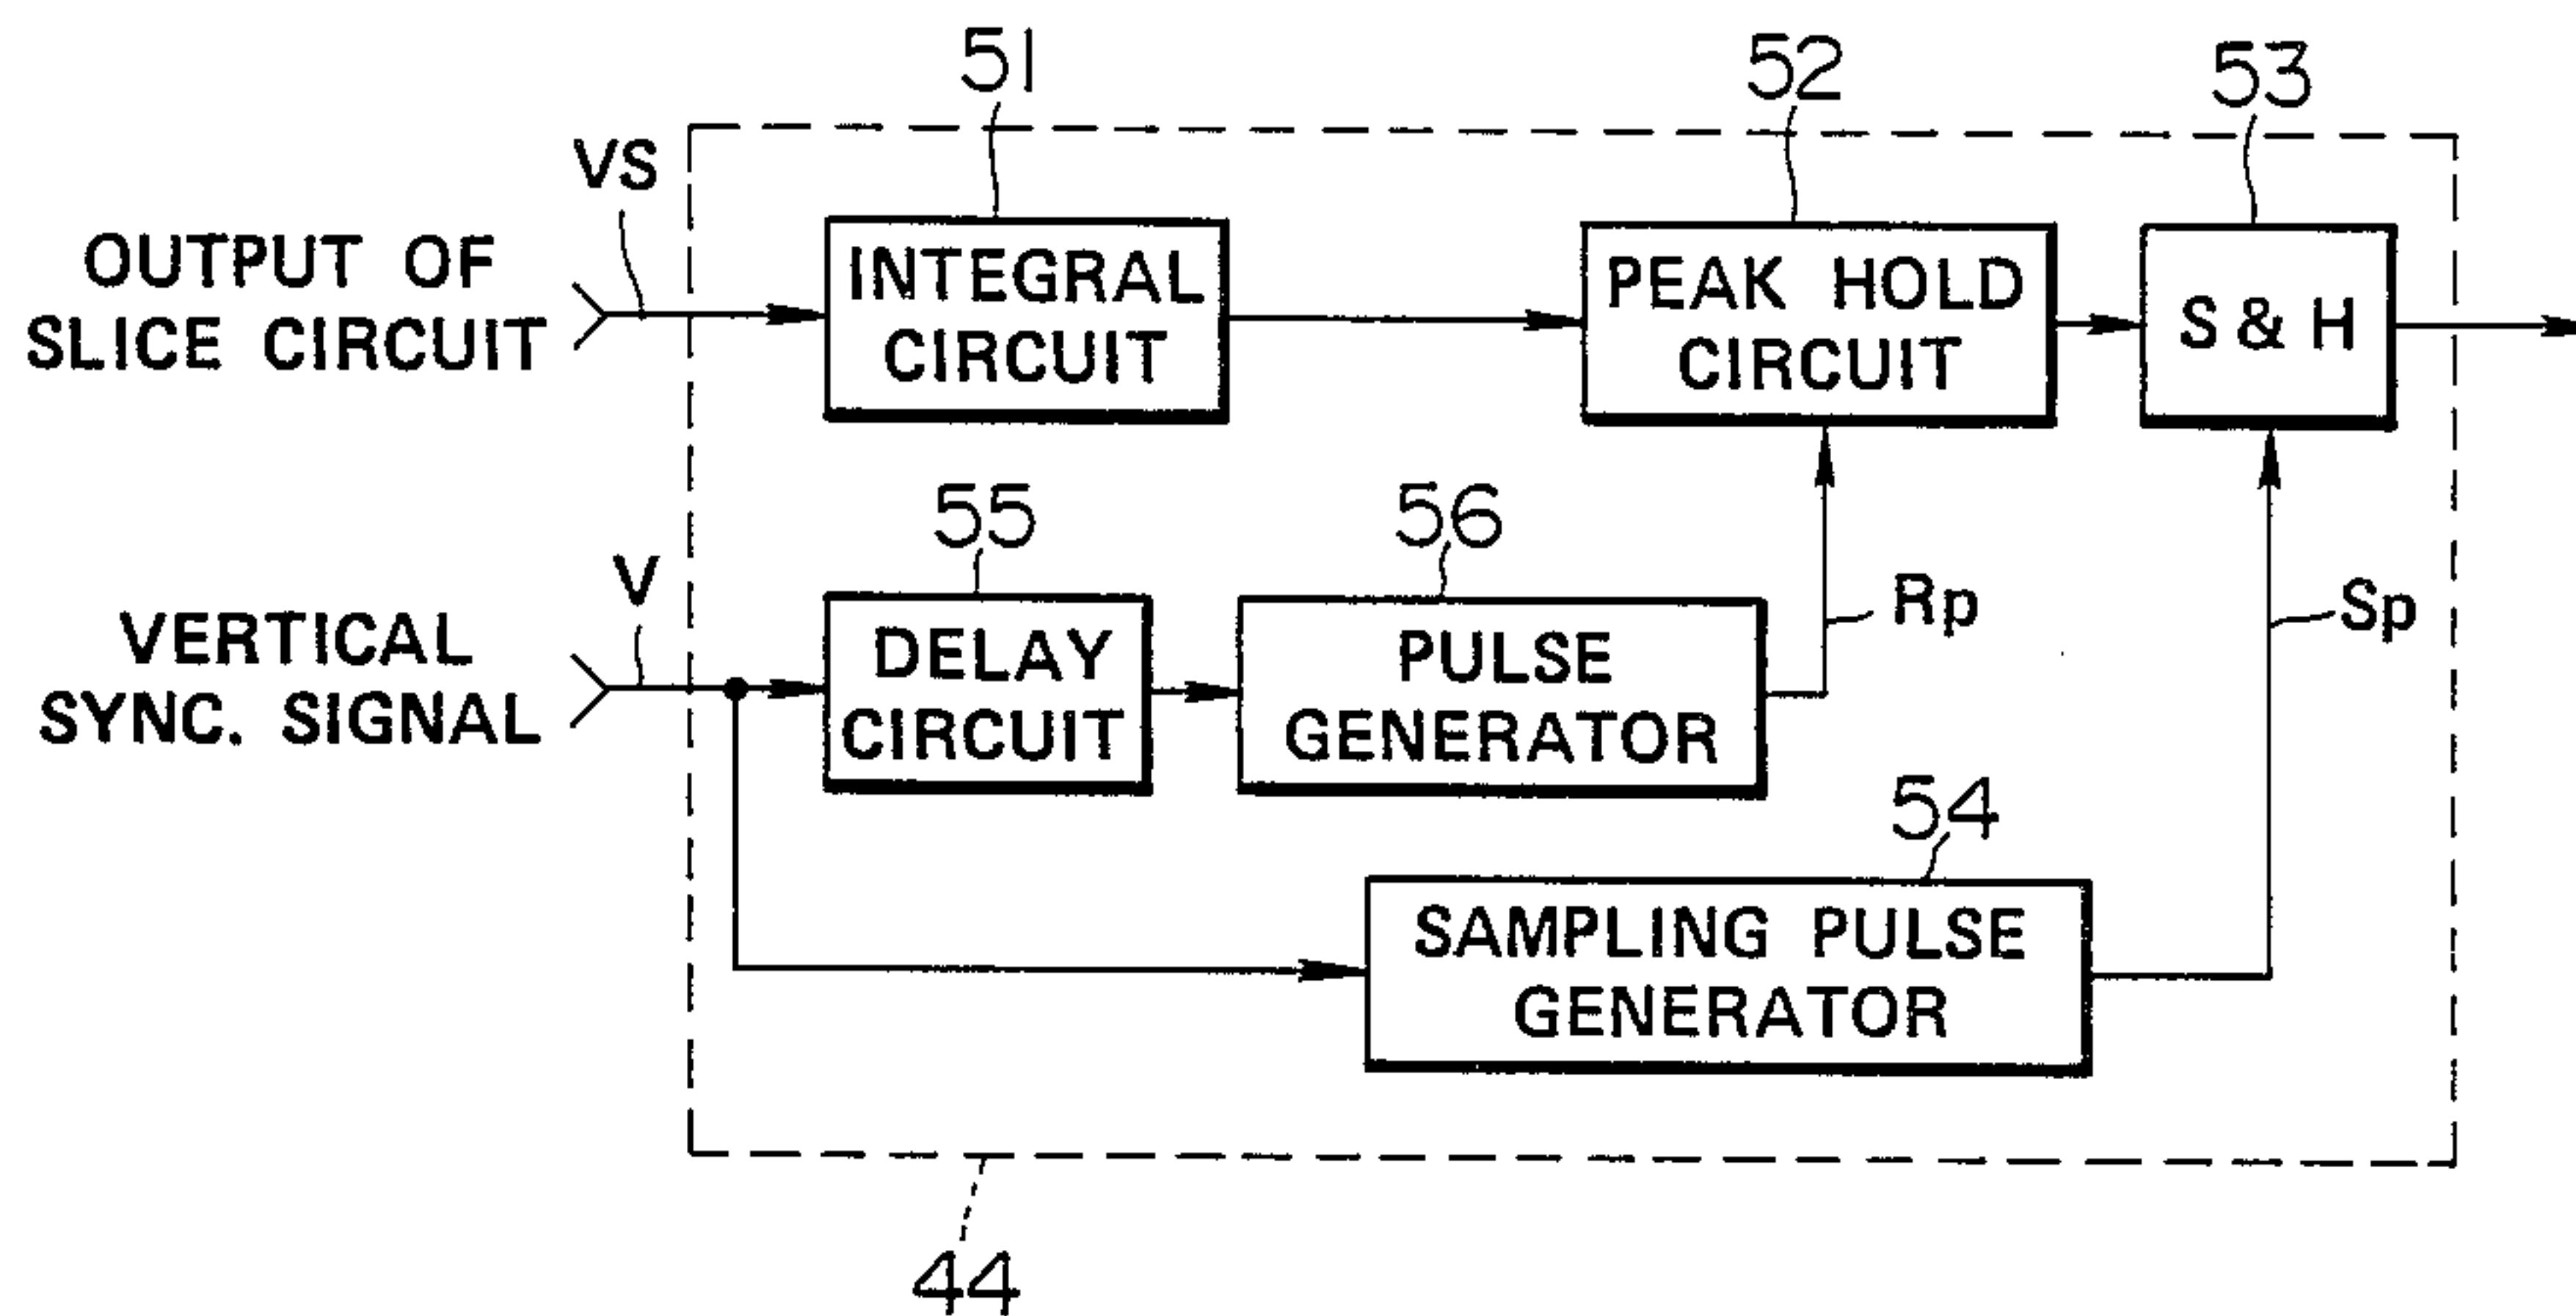 51
52
53
VS
OUTPUT OF
SLICE CIRCUIT
INTEGRAL
CIRCUIT
PEAK HOLD
CIRCUIT
S & H
55
56
V
VERTICAL
SYNC. SIGNAL
DELAY
CIRCUIT
PULSE
GENERATOR
Rp
Sp
54
SAMPLING PULSE
GENERATOR
44